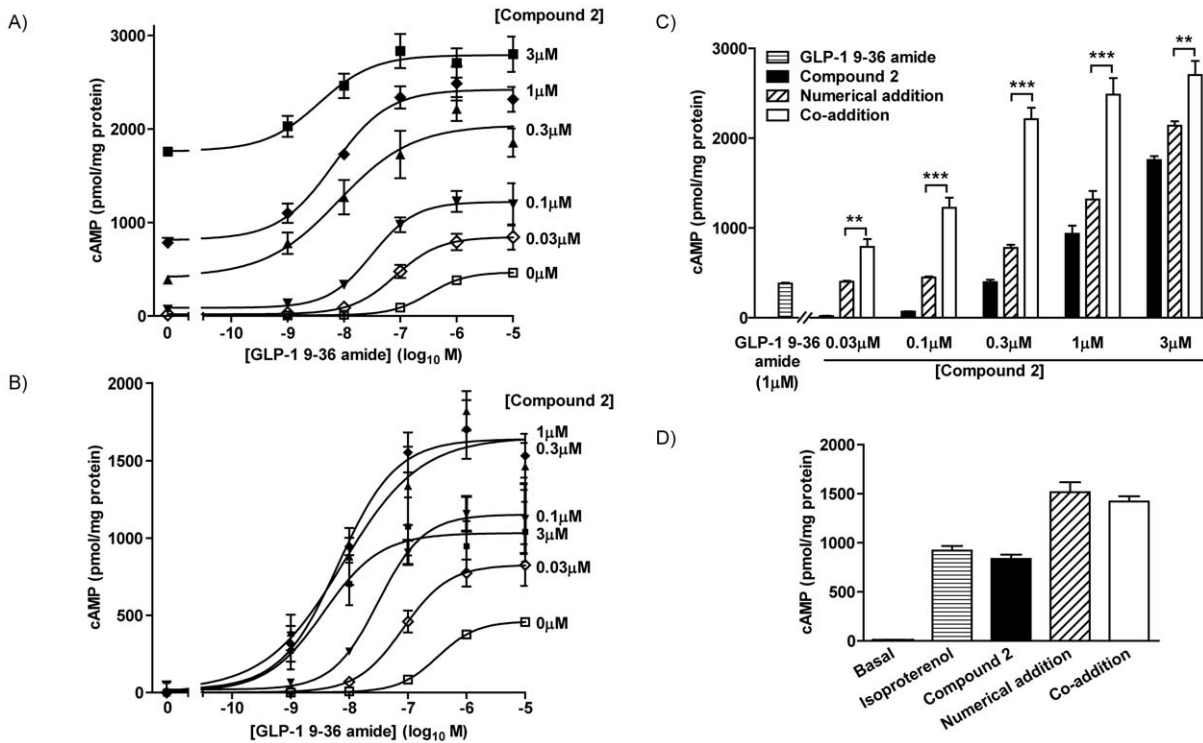 A)
[Compound 2]
3000
2000
1000
0
cAMP (pmol/mg protein)
3μM
1μM
0.3μM
0.1μM
0.03μM
0μM
0 -10 -9 -8 -7 -6 -5
[GLP-1 9-36 amide] (log10 M)
B)
[Compound 2]
2000
1500
1000
500
0
cAMP (pmol/mg protein)
1μM
0.3μM
0.1μM
3μM
0.03μM
0μM
0 -10 -9 -8 -7 -6 -5
[GLP-1 9-36 amide] (log10 M)
C)
3000
2000
1000
0
cAMP (pmol/mg protein)
GLP-1 9-36 amide
Compound 2
Numerical addition
Co-addition
** *** *** *** **
GLP-1 9-36
amide
(1μM)
0.03μM 0.1μM 0.3μM 1μM 3μM
[Compound 2]
D)
2000
1500
1000
500
0
cAMP (pmol/mg protein)
Basal
Isoproterenol
Compound 2
Numerical addition
Co-addition